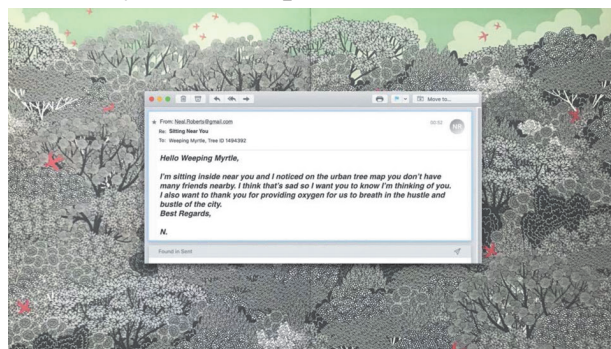 Move to...
From: Neal.Roberts@gmail.com
00:02
NR
Re: Sitting Near You
To: Weeping Myrtle, Tree ID 1494392
Hello Weeping Myrtle,
I'm sitting inside near you and I noticed on the urban tree map you don't have
many friends nearby. I think that's sad so I want you to know I'm thinking of you.
I also want to thank you for providing oxygen for us to breath in the hustle and
bustle of the city.
Best Regards,
N.
Found in Sent